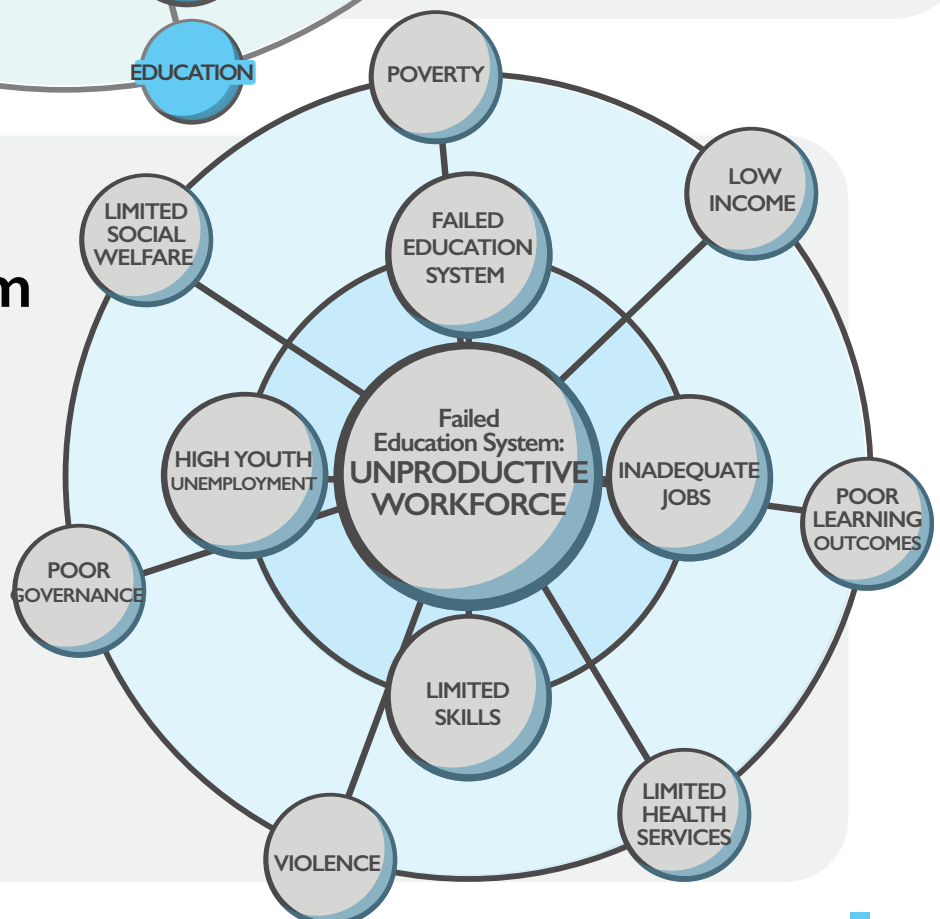 EDUCATION
POVERTY
LOW
INCOME
LIMITED
SOCIAL
WELFARE
FAILED
EDUCATION
SYSTEM
m
Failed
Education System:
UNPRODUCTIVE
WORKFORCE
HIGH YOUTH
UNEMPLOYMENT
INADEQUATE
JOBS
POOR
LEARNING
OUTCOMES
POOR
GOVERNANCE
LIMITED
SKILLS
LIMITED
HEALTH
SERVICES
VIOLENCE